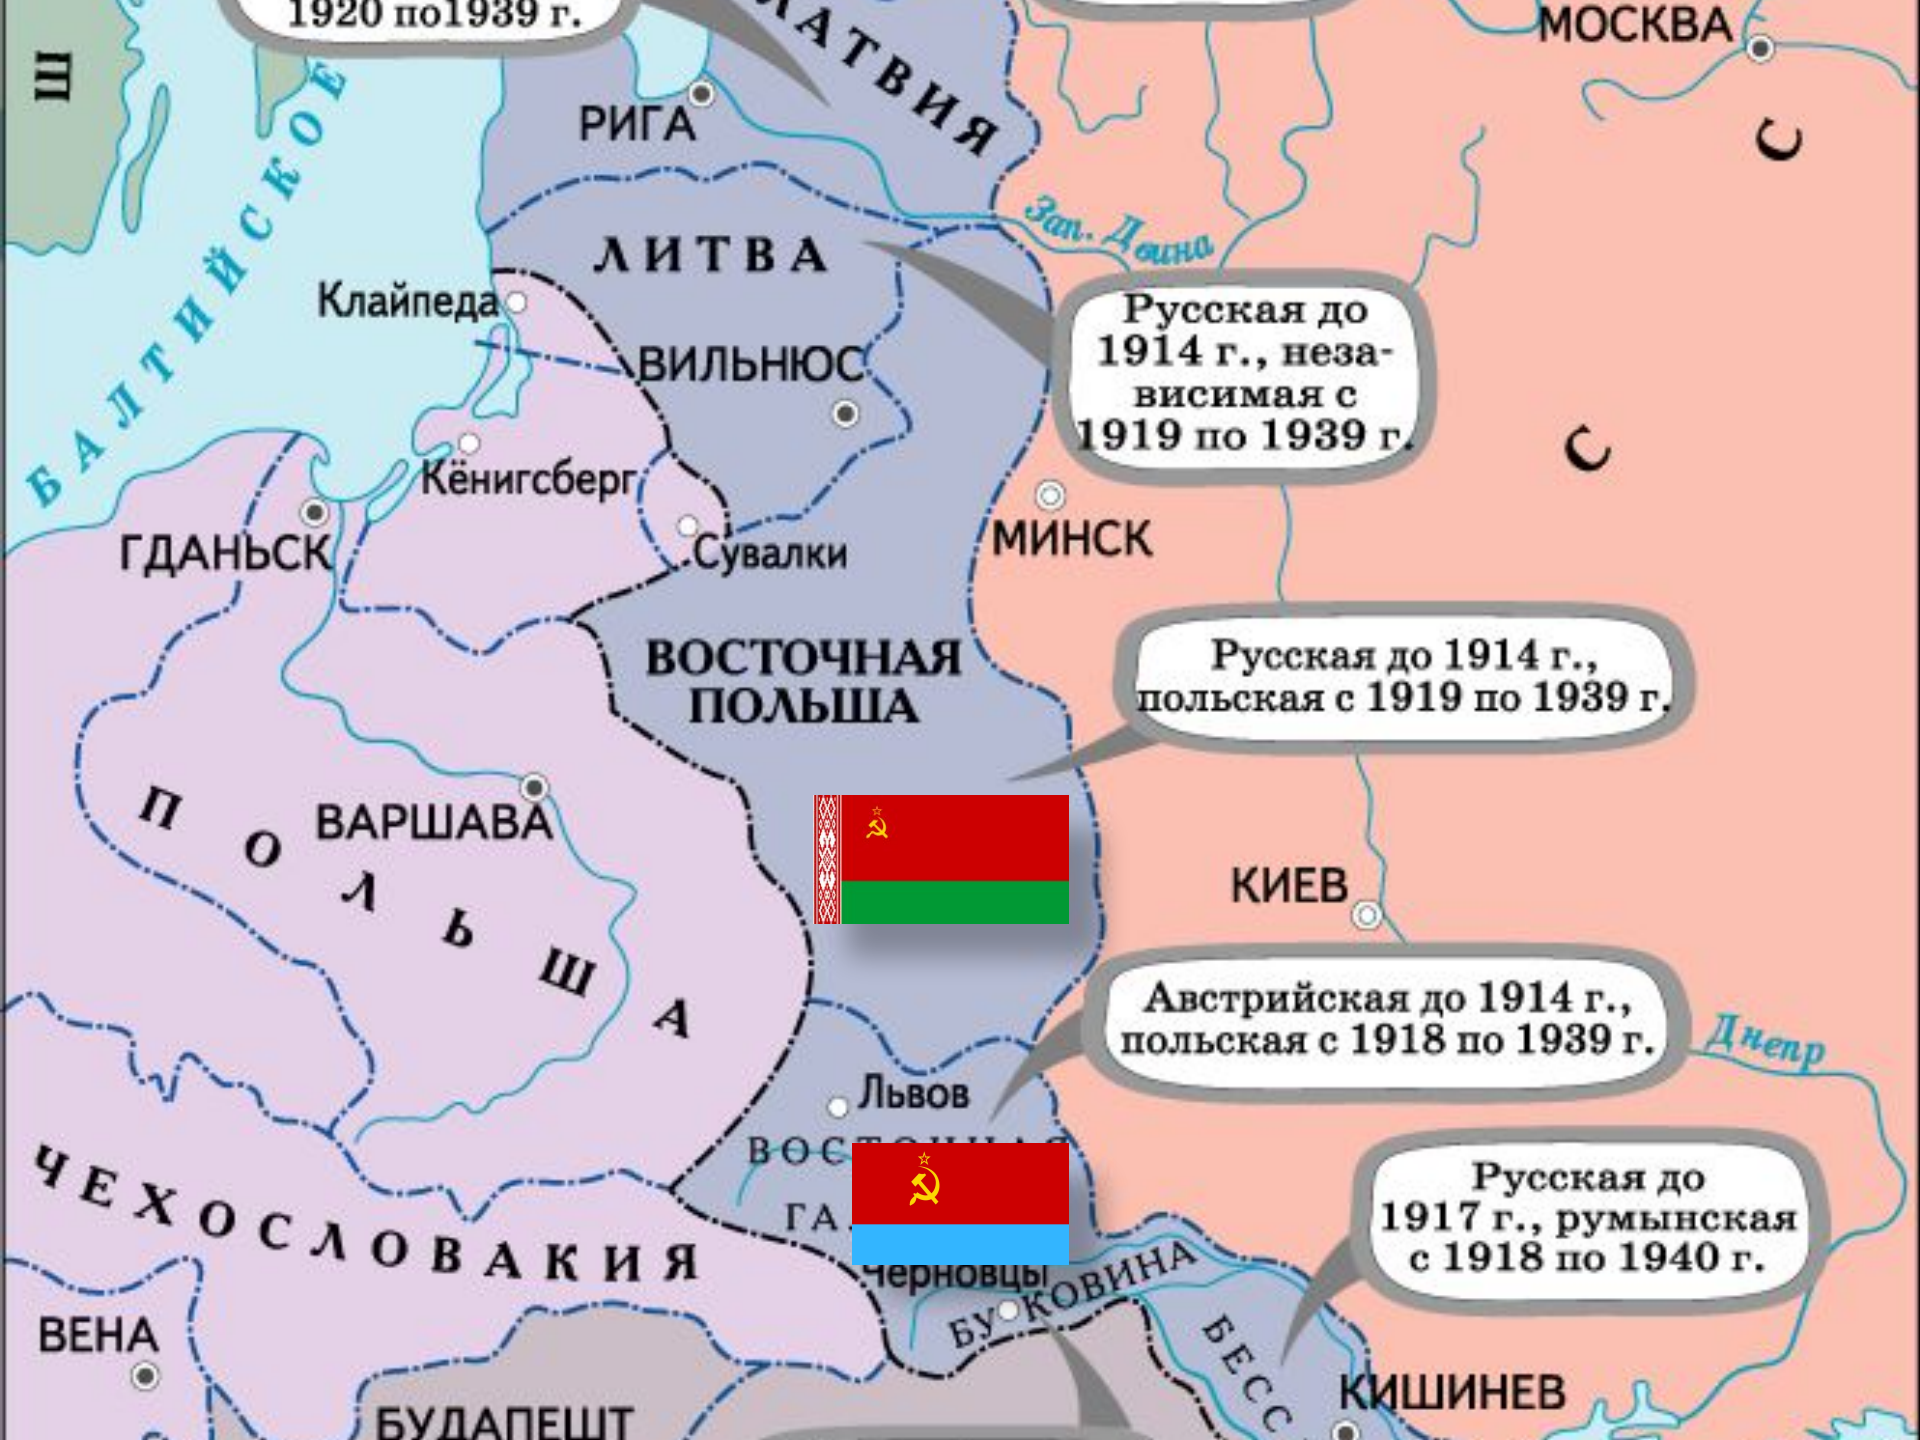 1920 по1939 г.
Ш
ЛАТВИЯ
МОСКВА
РИГА
С
БАЛТИЙСКОЕ
Зап. Двина
ЛИТВА
Клайпеда
Русская до
1914 г., неза-
висимая с
1919 по 1939 г.
ВИЛЬНЮС
С
Кёнигсберг
ГДАНЬСК
Сувалки
МИНСК
ВОСТОЧНАЯ
ПОЛЬША
Русская до 1914 г.,
польская с 1919 по 1939 г.
ПОЛЬША
ВАРШАВА
КИЕВ
Австрийская до 1914 г.,
польская с 1918 по 1939 г.
Днепр
Львов
ВОСТОЧНАЯ
ГА
Русская до
1917 г., румынская
с 1918 по 1940 г.
ЧЕХОСЛОВАКИЯ
Черновцы
БУКОВИНА
БЕСС
ВЕНА
КИШИНЕВ
БУДАПЕШТ